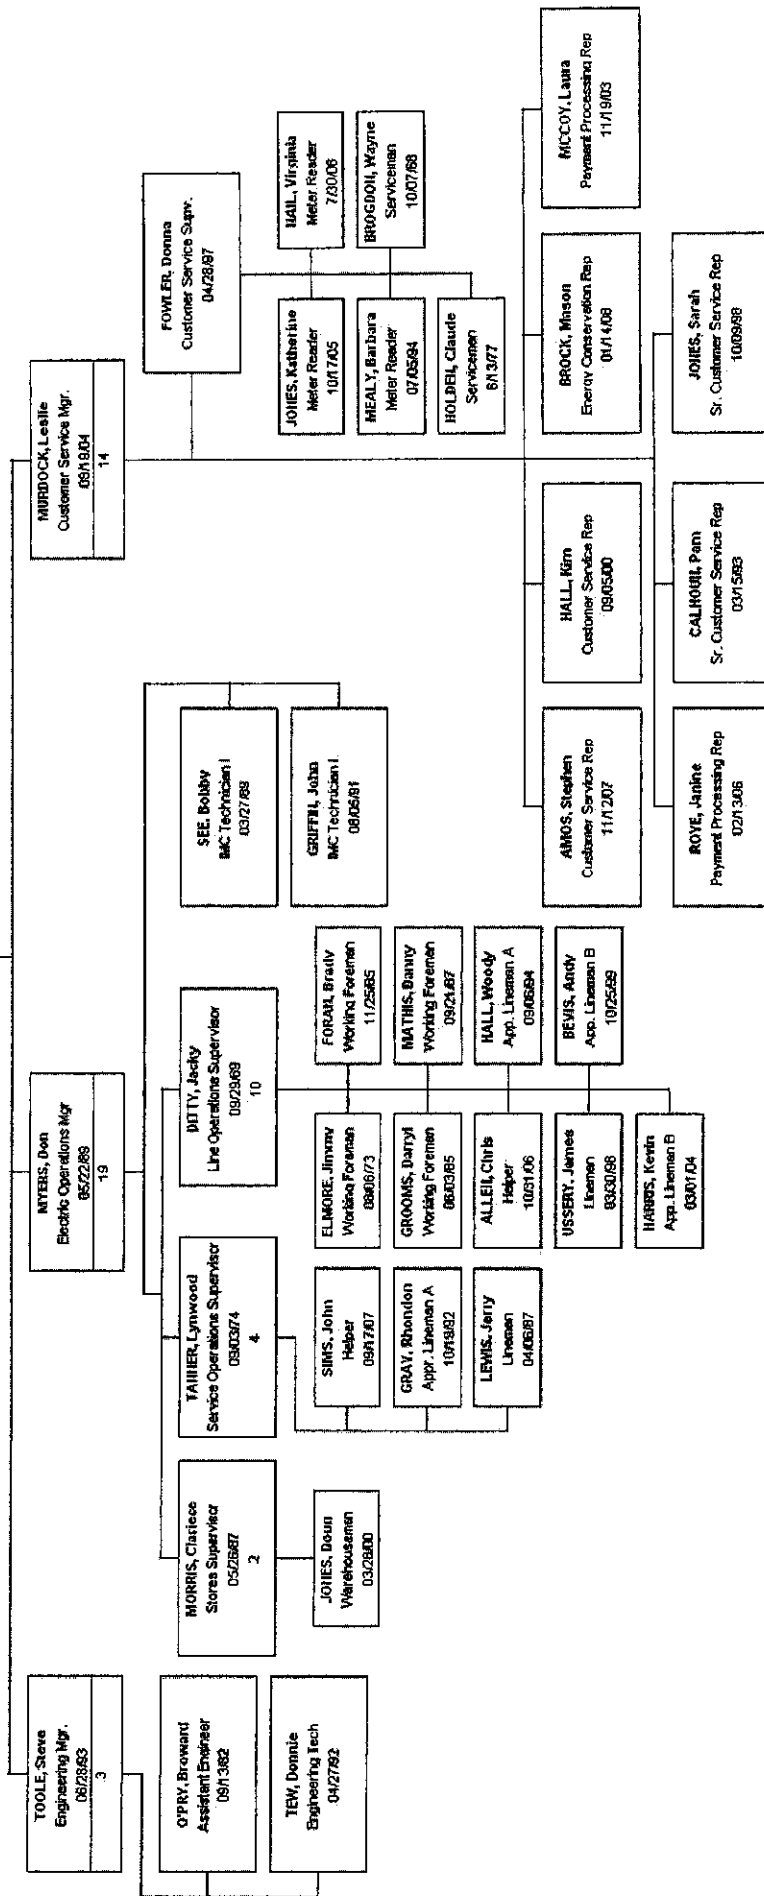 TOOLE, Steve
Engineering Mgr.
06/28/93
3
O'PRY, Broward
Assistant Engineer
09/13/82
TEW, Donnie
Engineering Tech
04/27/92
MYERS, Don
Electric Operations Mgr
05/22/89
19
MORRIS, Clariece
Stores Supervisor
05/26/87
2
JONES, Doun
Warehouseman
03/28/00
TANNER, Lynwood
Service Operations Supervisor
09/03/74
4
SIMS, John
Helper
09/17/07
GRAY, Rhondon
Appr. Lineman A
10/19/92
LEWIS, Jerry
Lineman
04/06/87
DITTY, Jacky
Line Operations Supervisor
09/29/69
10
ELMORE, Jimmy
Working Foreman
08/06/73
FORAN, Brady
Working Foreman
11/25/85
GROOMS, Darryl
Working Foreman
06/03/85
MATHIS, Danny
Working Foreman
09/21/87
ALLEN, Chris
Helper
10/31/06
HALL, Woody
App. Lineman A
09/06/94
USSERY, James
Lineman
03/30/98
BEVIS, Andy
App. Lineman B
10/25/99
HARRIS, Kevin
App. Lineman B
03/01/04
SEE, Bobby
IMC Technician I
03/27/89
GRIFFIN, John
IMC Technician I.
08/05/91
MURDOCK, Leslie
Customer Service Mgr.
09/19/04
14
FOWLER, Donna
Customer Service Supv.
04/28/97
JONES, Katherine
Meter Reader
10/17/05
HAIL, Virginia
Meter Reader
7/30/06
MEALY, Barbara
Meter Reader
07/05/94
BROGDON, Wayne
Serviceman
10/07/68
HOLDEN, Claude
Serviceman
6/13/77
AMOS, Stephen
Customer Service Rep
11/12/07
HALL, Kim
Customer Service Rep
09/05/00
BROCK, Mason
Energy Conservation Rep
01/14/08
MCCOY, Laura
Payment Processing Rep
11/19/03
ROYE, Janine
Payment Processing Rep
02/13/06
CALHOUN, Pam
Sr. Customer Service Rep
03/15/93
JONES, Sarah
Sr. Customer Service Rep
10/09/98